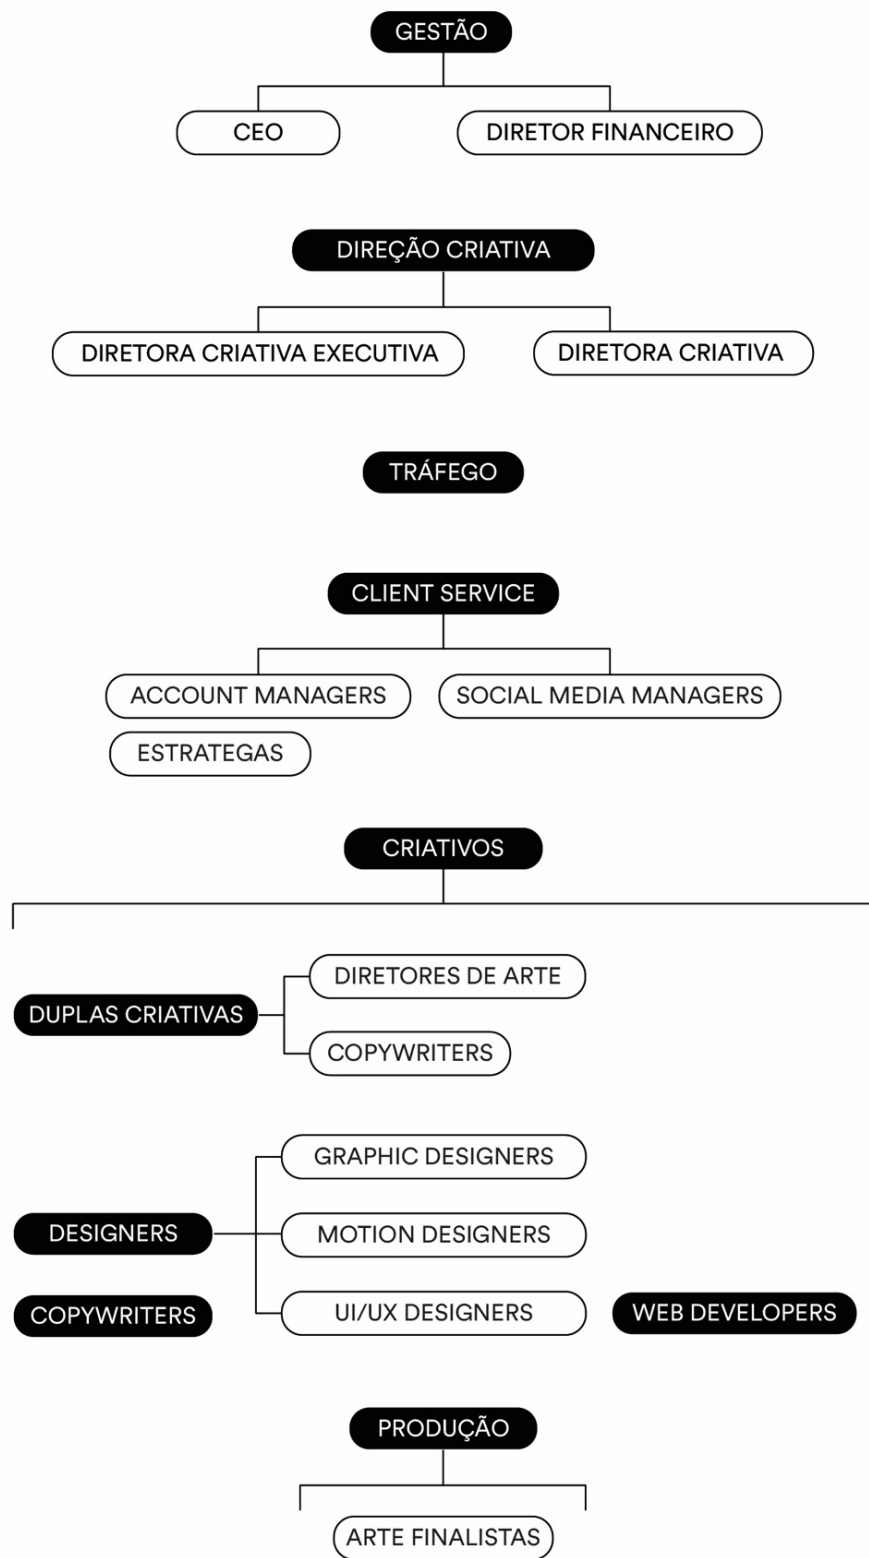 GESTÃO
CEO
DIRETOR FINANCEIRO
DIREÇÃO CRIATIVA
DIRETORA CRIATIVA EXECUTIVA
DIRETORA CRIATIVA
TRÁFEGO
CLIENT SERVICE
ACCOUNT MANAGERS
SOCIAL MEDIA MANAGERS
ESTRATEGAS
CRIATIVOS
DUPLAS CRIATIVAS
DIRETORES DE ARTE
COPYWRITERS
DESIGNERS
GRAPHIC DESIGNERS
MOTION DESIGNERS
UI/UX DESIGNERS
COPYWRITERS
WEB DEVELOPERS
PRODUÇÃO
ARTE FINALISTAS